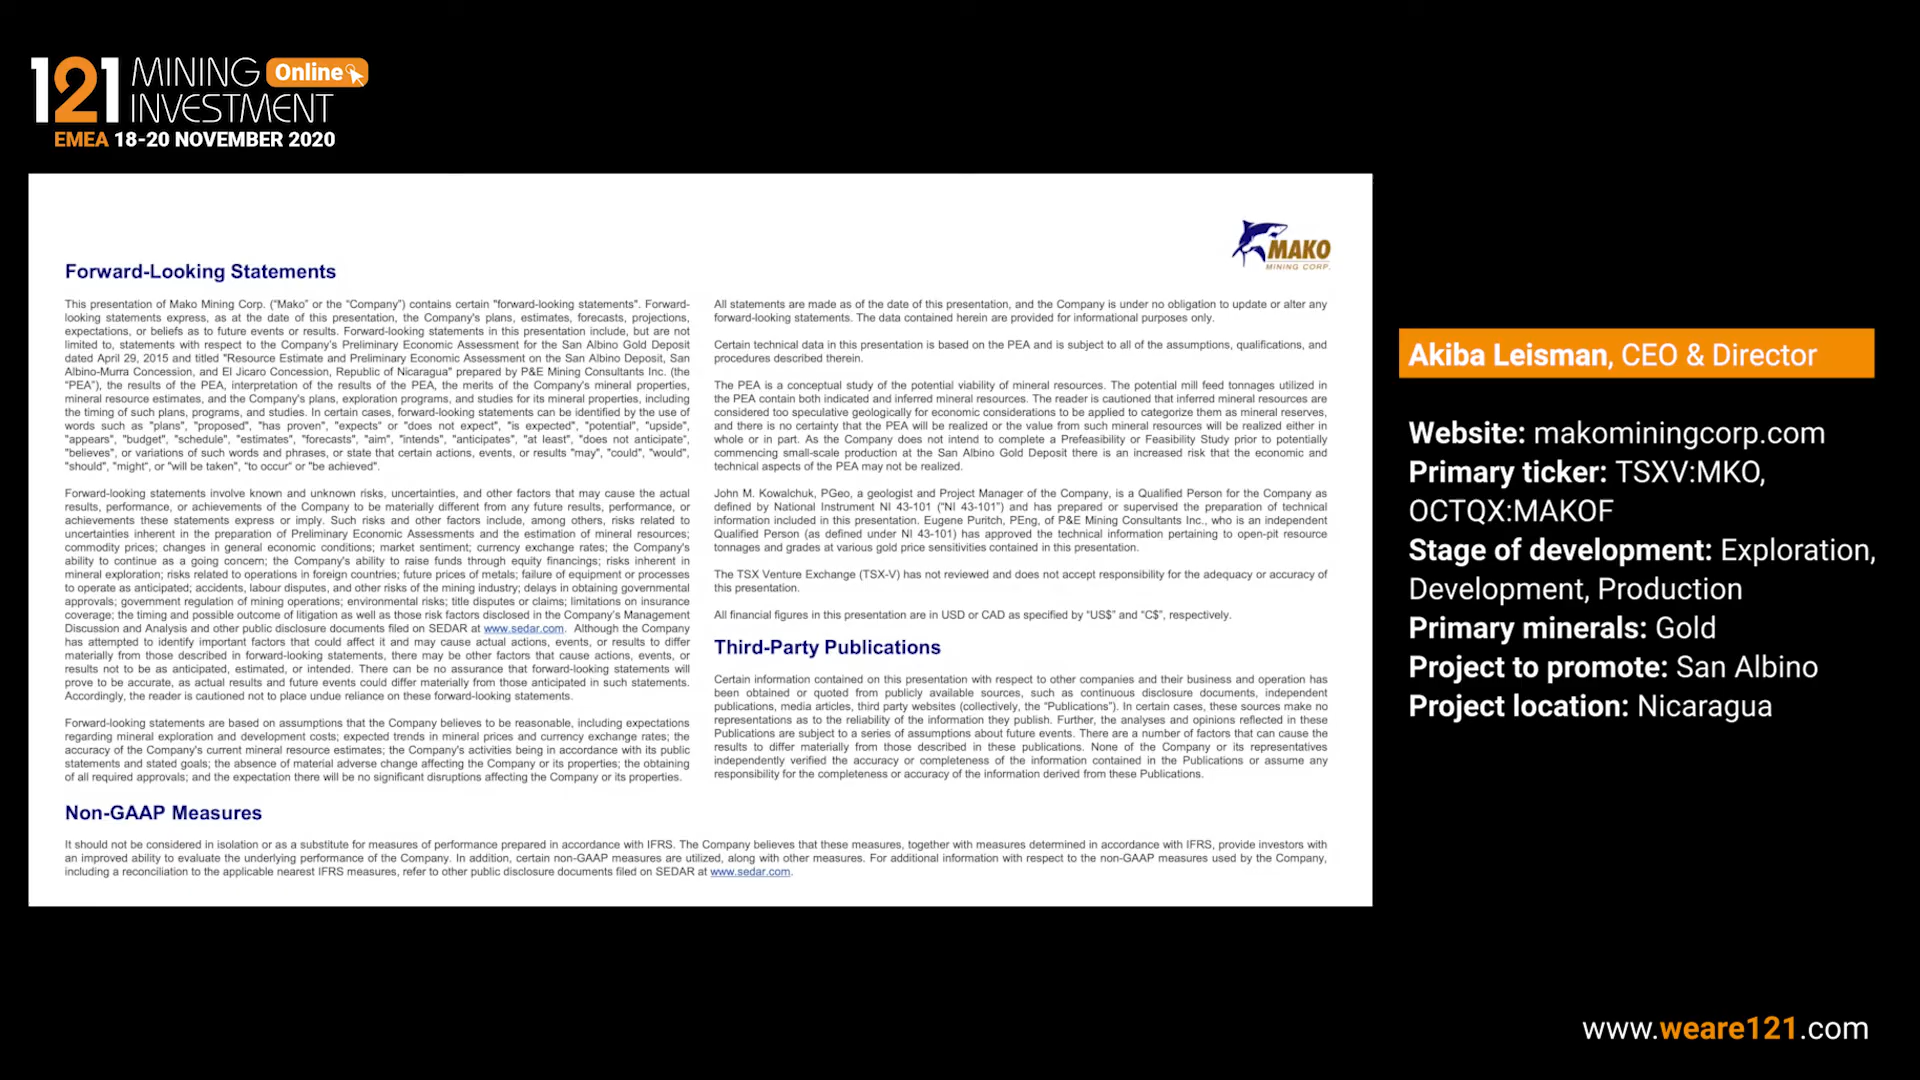 121 MINING Online
INVESTMENT
EMEA 18-20 NOVEMBER 2020
MAKO
MINING CORP.
Forward-Looking Statements
This presentation of Mako Mining Corp. ("Mako" or the "Company") contains certain "forward-looking statements". Forward-
looking statements express, as at the date of this presentation, the Company's plans, estimates, forecasts, projections,
expectations, or beliefs as to future events or results. Forward-looking statements in this presentation include, but are not
limited to, statements with respect to the Company's Preliminary Economic Assessment for the San Albino Gold Deposit
dated April 29, 2015 and titled "Resource Estimate and Preliminary Economic Assessment on the San Albino Deposit, San
Albino-Murra Concession, and El Jicaro Concession, Republic of Nicaragua" prepared by P&E Mining Consultants Inc. (the
"PEA"), the results of the PEA, interpretation of the results of the PEA, the merits of the Company's mineral properties,
mineral resource estimates, and the Company's plans, exploration programs, and studies for its mineral properties, including
the timing of such plans, programs, and studies. In certain cases, forward-looking statements can be identified by the use of
words such as "plans", "proposed", "has proven", "expects" or "does not expect", "is expected", "potential", "upside",
"appears", "budget", "schedule", "estimates", "forecasts", "aim", "intends", "anticipates", "at least", "does not anticipate",
"believes", or variations of such words and phrases, or state that certain actions, events, or results "may", "could", "would",
"should", "might", or "will be taken", "to occur" or "be achieved".
Forward-looking statements involve known and unknown risks, uncertainties, and other factors that may cause the actual
results, performance, or achievements of the Company to be materially different from any future results, performance, or
achievements these statements express or imply. Such risks and other factors include, among others, risks related to
uncertainties inherent in the preparation of Preliminary Economic Assessments and the estimation of mineral resources;
commodity prices; changes in general economic conditions; market sentiment; currency exchange rates; the Company's
ability to continue as a going concern; the Company's ability to raise funds through equity financings; risks inherent in
mineral exploration; risks related to operations in foreign countries; future prices of metals; failure of equipment or processes
to operate as anticipated; accidents, labour disputes, and other risks of the mining industry; delays in obtaining governmental
approvals; government regulation of mining operations; environmental risks; title disputes or claims; limitations on insurance
coverage; the timing and possible outcome of litigation as well as those risk factors disclosed in the Company's Management
Discussion and Analysis and other public disclosure documents filed on SEDAR at www.sedar.com. Although the Company
has attempted to identify important factors that could affect it and may cause actual actions, events, or results to differ
materially from those described in forward-looking statements, there may be other factors that cause actions, events, or
results not to be as anticipated, estimated, or intended. There can be no assurance that forward-looking statements will
prove to be accurate, as actual results and future events could differ materially from those anticipated in such statements.
Accordingly, the reader is cautioned not to place undue reliance on these forward-looking statements.
Forward-looking statements are based on assumptions that the Company believes to be reasonable, including expectations
regarding mineral exploration and development costs; expected trends in mineral prices and currency exchange rates; the
accuracy of the Company's current mineral resource estimates; the Company's activities being in accordance with its public
statements and stated goals; the absence of material adverse change affecting the Company or its properties; the obtaining
of all required approvals; and the expectation there will be no significant disruptions affecting the Company or its properties.
All statements are made as of the date of this presentation, and the Company is under no obligation to update or alter any
forward-looking statements. The data contained herein are provided for informational purposes only.
Certain technical data in this presentation is based on the PEA and is subject to all of the assumptions, qualifications, and
procedures described therein.
The PEA is a conceptual study of the potential viability of mineral resources. The potential mill feed tonnages utilized in
the PEA contain both indicated and inferred mineral resources. The reader is cautioned that inferred mineral resources are
considered too speculative geologically for economic considerations to be applied to categorize them as mineral reserves,
and there is no certainty that the PEA will be realized or the value from such mineral resources will be realized either in
whole or in part. As the Company does not intend to complete a Prefeasibility or Feasibility Study prior to potentially
commencing small-scale production at the San Albino Gold Deposit there is an increased risk that the economic and
technical aspects of the PEA may not be realized.
John M. Kowalchuk, PGeo, a geologist and Project Manager of the Company, is a Qualified Person for the Company as
defined by National Instrument NI 43-101 ("NI 43-101") and has prepared or supervised the preparation of technical
information included in this presentation. Eugene Puritch, PEng, of P&E Mining Consultants Inc., who is an independent
Qualified Person (as defined under NI 43-101) has approved the technical information pertaining to open-pit resource
tonnages and grades at various gold price sensitivities contained in this presentation.
The TSX Venture Exchange (TSX-V) has not reviewed and does not accept responsibility for the adequacy or accuracy of
this presentation.
All financial figures in this presentation are in USD or CAD as specified by "US$" and "C$", respectively.
Third-Party Publications
Certain information contained on this presentation with respect to other companies and their business and operation has
been obtained or quoted from publicly available sources, such as continuous disclosure documents, independent
publications, media articles, third party websites (collectively, the "Publications"). In certain cases, these sources make no
representations as to the reliability of the information they publish. Further, the analyses and opinions reflected in these
Publications are subject to a series of assumptions about future events. There are a number of factors that can cause the
results to differ materially from those described in these publications. None of the Company or its representatives
independently verified the accuracy or completeness of the information contained in the Publications or assume any
responsibility for the completeness or accuracy of the information derived from these Publications.
Non-GAAP Measures
It should not be considered in isolation or as a substitute for measures of performance prepared in accordance with IFRS. The Company believes that these measures, together with measures determined in accordance with IFRS, provide investors with
an improved ability to evaluate the underlying performance of the Company. In addition, certain non-GAAP measures are utilized, along with other measures. For additional information with respect to the non-GAAP measures used by the Company,
including a reconciliation to the applicable nearest IFRS measures, refer to other public disclosure documents filed on SEDAR at www.sedar.com.
Akiba Leisman, CEO & Director
Website: makominingcorp.com
Primary ticker: TSXV:MKO,
OCTQX:MAKOF
Stage of development: Exploration,
Development, Production
Primary minerals: Gold
Project to promote: San Albino
Project location: Nicaragua
www.weare121.com